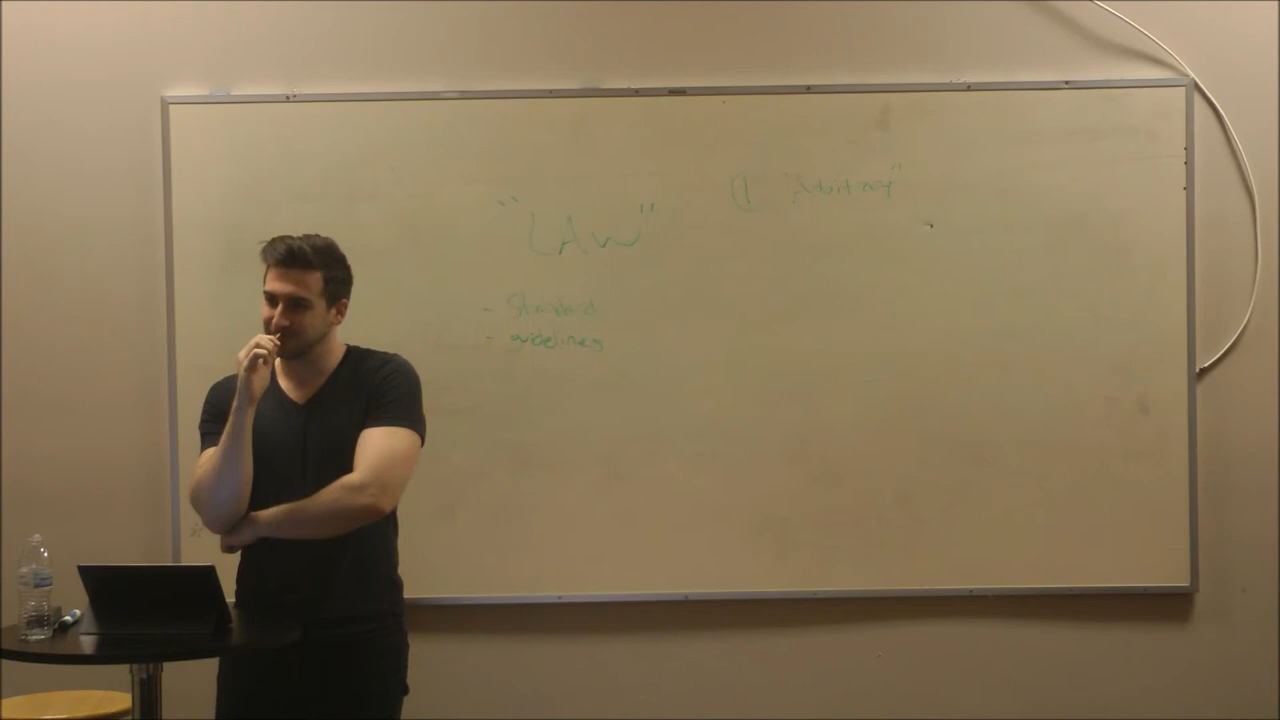 "LAW"
- Standard
- guidelines
① "Arbitrary"